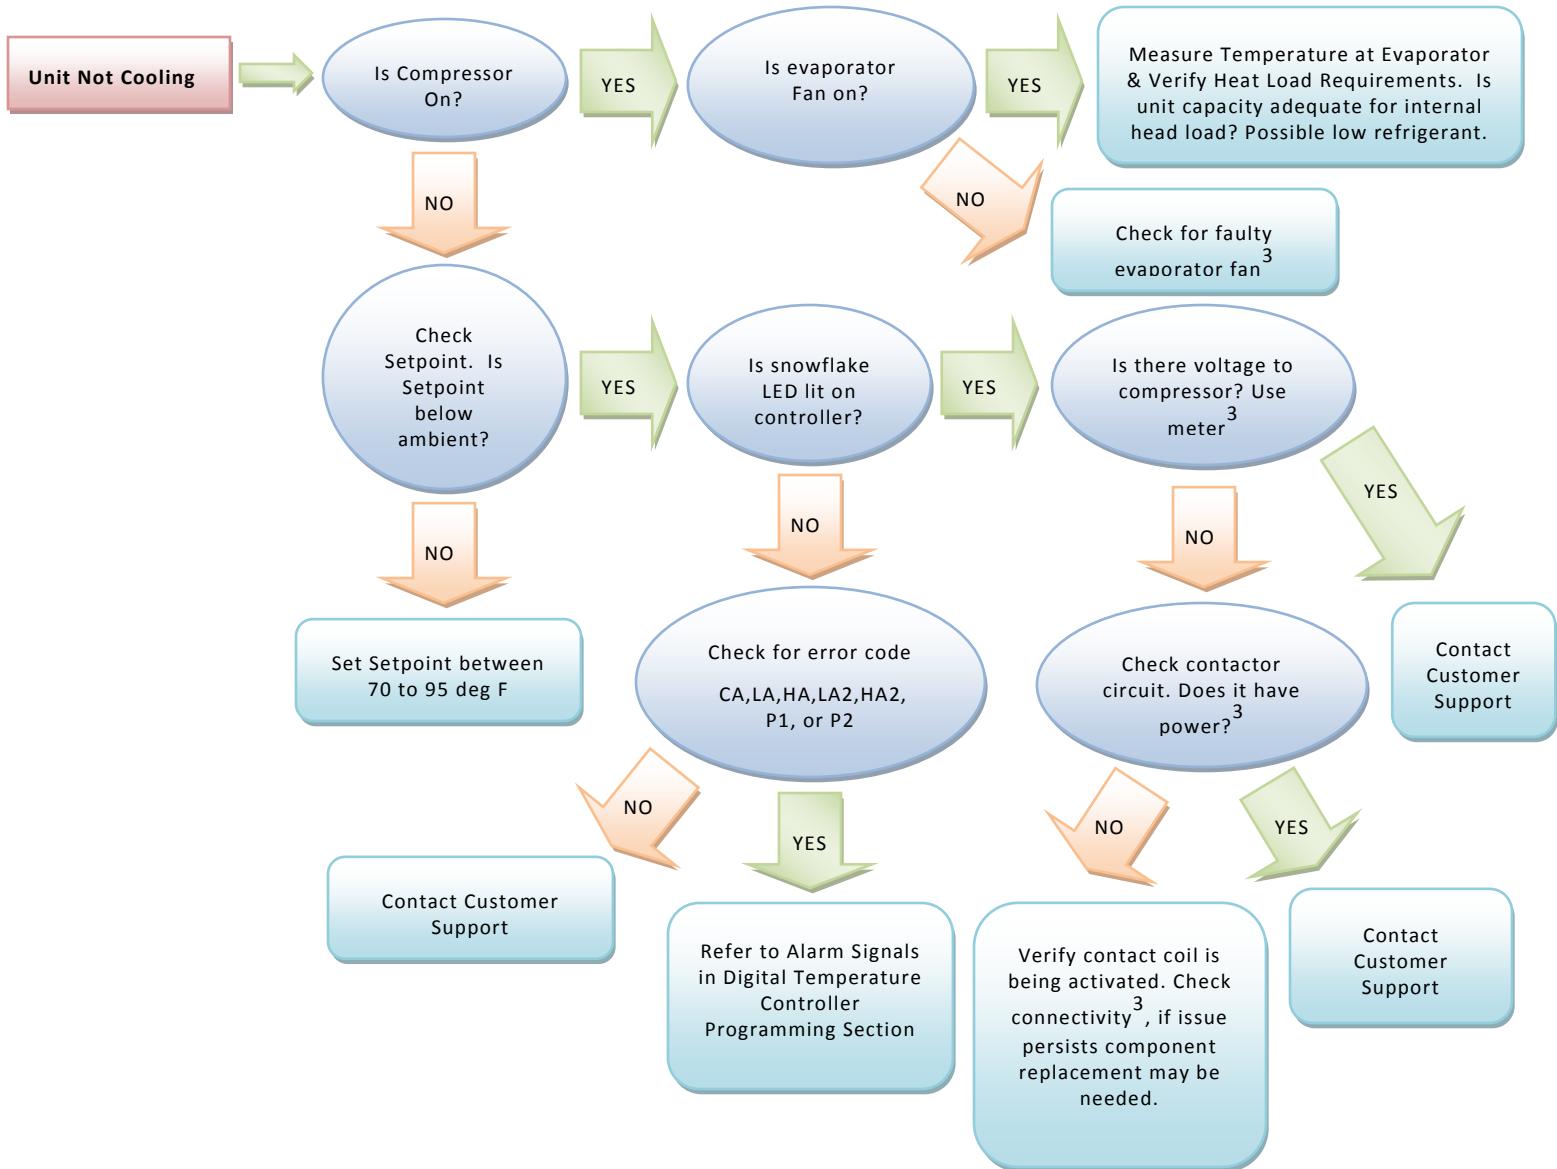 Unit Not Cooling
Is Compressor
On?
YES
Is evaporator
Fan on?
YES
Measure Temperature at Evaporator
& Verify Heat Load Requirements.  Is
unit capacity adequate for internal
head load? Possible low refrigerant.
NO
NO
Check for faulty
evaporator fan3
Check
Setpoint.  Is
Setpoint
below
ambient?
YES
Is snowflake
LED lit on
controller?
YES
Is there voltage to
compressor? Use
meter3
YES
NO
NO
NO
Set Setpoint between
70 to 95 deg F
Check for error code
CA,LA,HA,LA2,HA2,
P1, or P2
Check contactor
circuit. Does it have
power?3
Contact
Customer
Support
NO
YES
NO
YES
Contact Customer
Support
Refer to Alarm Signals
in Digital Temperature
Controller
Programming Section
Verify contact coil is
being activated. Check
connectivity3, if issue
persists component
replacement may be
needed.
Contact
Customer
Support